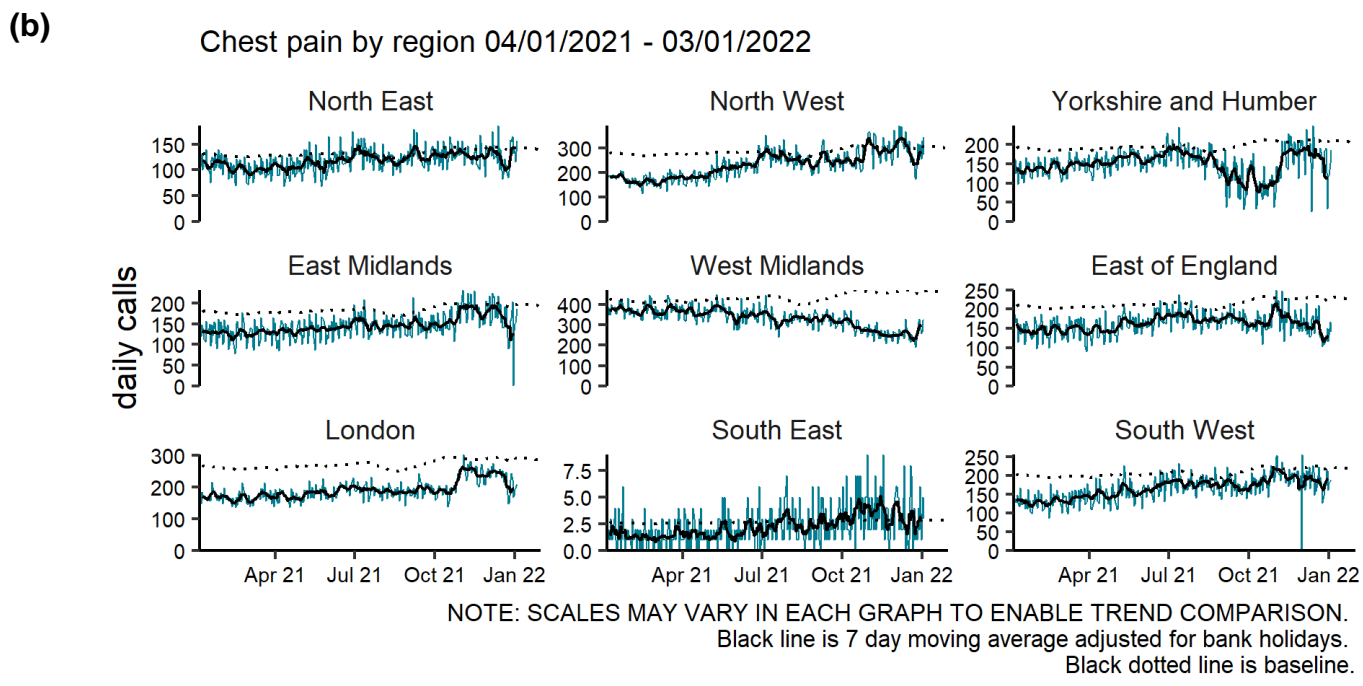 (b)
Chest pain by region 04/01/2021 - 03/01/2022
daily calls
North East
150
100
50
0
North West
300
200
100
0
Yorkshire and Humber
200
150
100
50
0
East Midlands
200
150
100
50
0
West Midlands
400
300
200
100
0
East of England
250
200
150
100
50
0
London
300
200
100
0
Apr 21 Jul 21 Oct 21 Jan 22
South East
7.5
5.0
2.5
0.0
Apr 21 Jul 21 Oct 21 Jan 22
South West
250
200
150
100
50
0
Apr 21 Jul 21 Oct 21 Jan 22
NOTE: SCALES MAY VARY IN EACH GRAPH TO ENABLE TREND COMPARISON.
Black line is 7 day moving average adjusted for bank holidays.
Black dotted line is baseline.